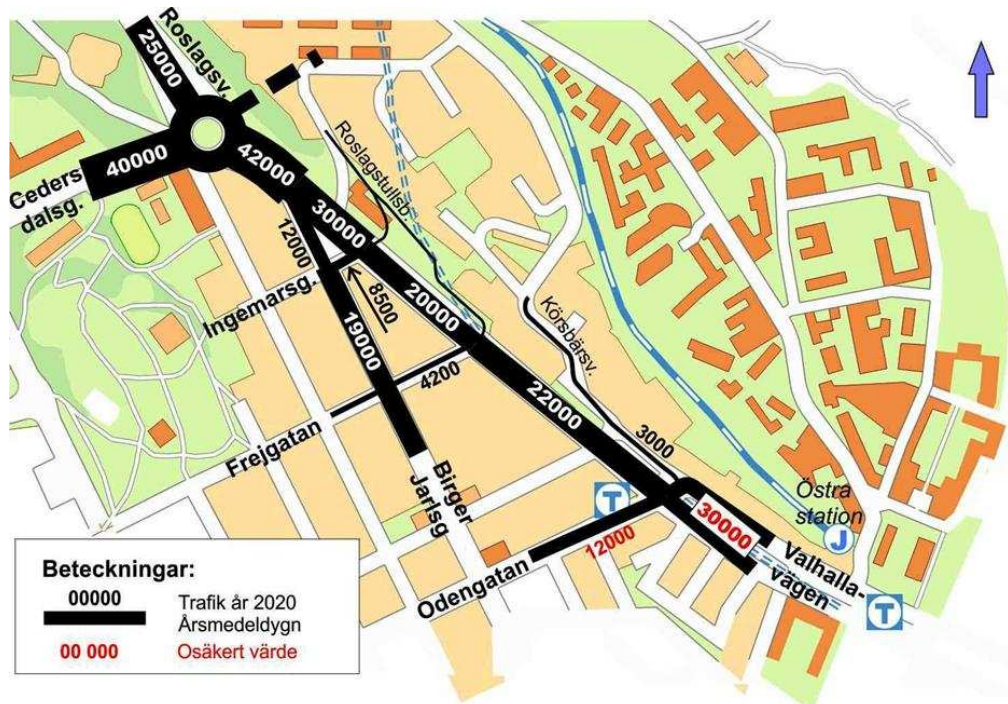 Roslagsv.
25000
40000
42000
Ceders
dalsg.
Roslagstullsb.
30000
12000
Ingemarsg.
8500
20000
19000
Körsbärsv.
4200
22000
Frejgatan
3000
Birger
Jarlsg
Östra
station
T
30000
J
12000
Valhalla-
vägen
Odengatan
T
Beteckningar:
00000
Trafik år 2020
Årsmedeldygn
00 000
Osäkert värde